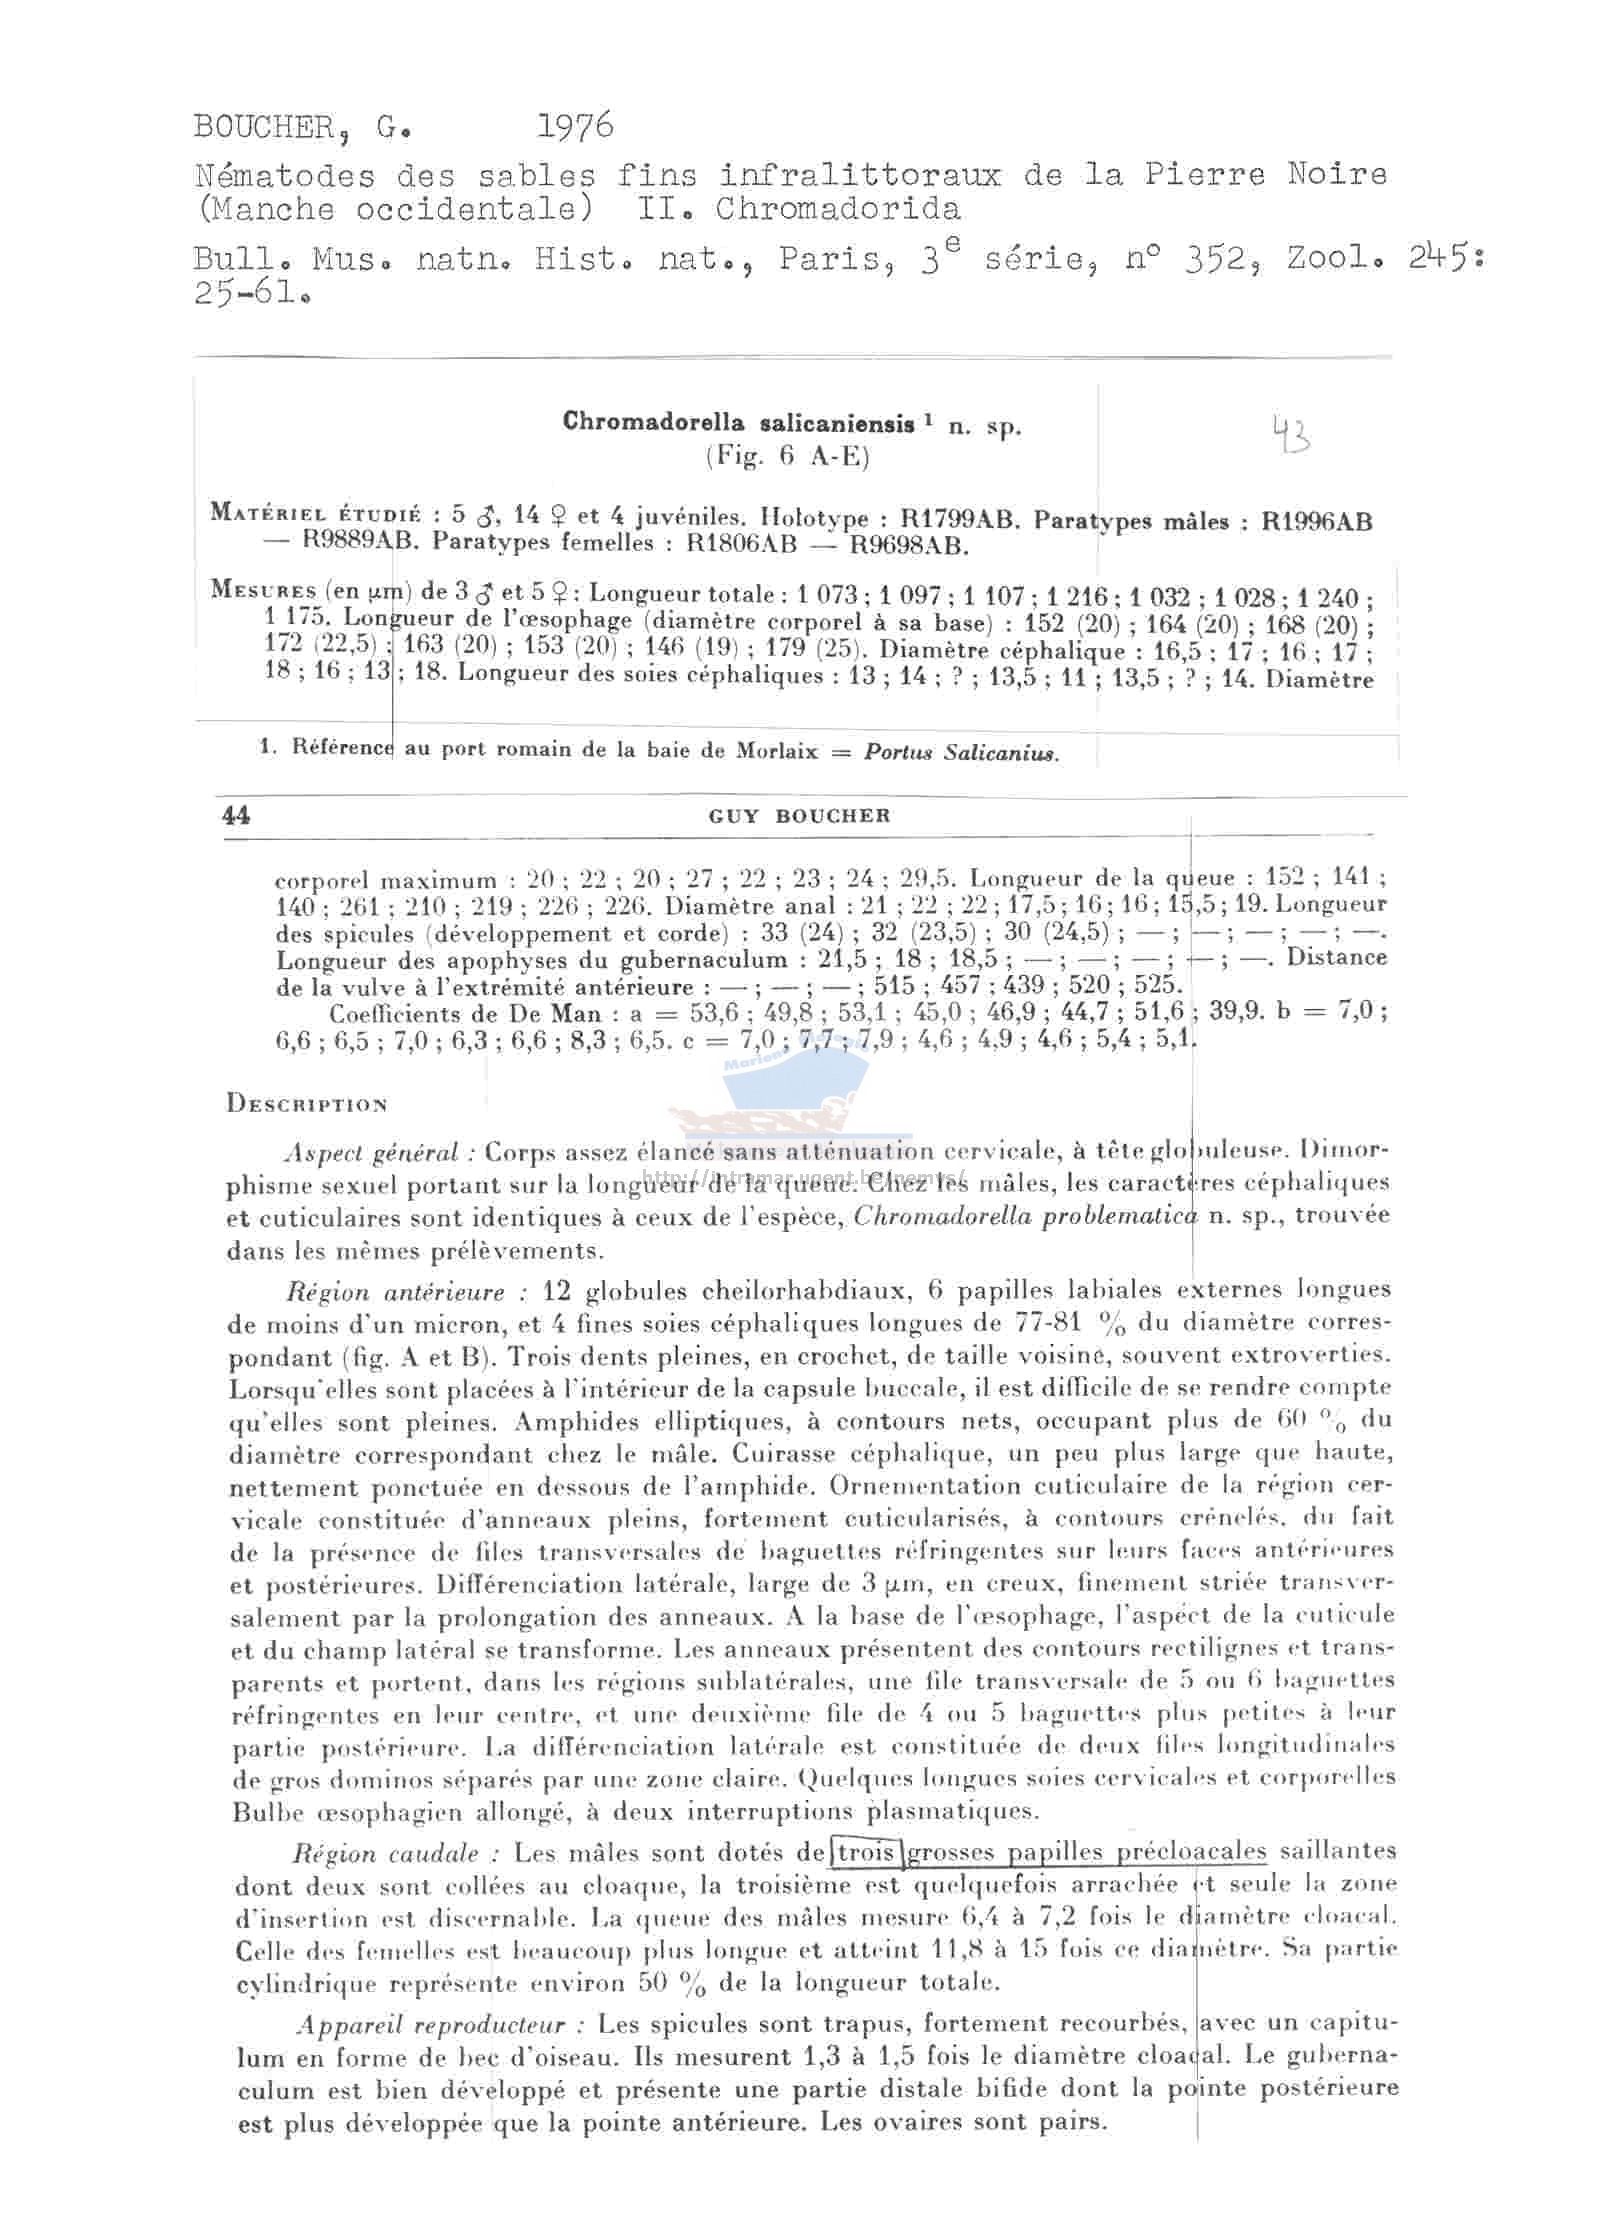 BOUCHER, G. 1976
Nématodes des sables fins infralittoraux de la Pierre Noire
(Manche occidentale) II. Chromadorida
Bull. Mus. natn. Hist. nat., Paris, 3e série, n° 352, Zool. 245:
25-61.
Chromadorella salicaniensis 1 n. sp.
43
(Fig. 6 A-E)
MATÉRIEL ÉTUDIÉ : 5 ♂, 14 ♀ et 4 juvéniles. Holotype : R1799AB. Paratypes mâles : R1996AB
— R9889AB. Paratypes femelles : R1806AB — R9698AB.
MESURES (en µm) de 3 ♂ et 5 ♀ : Longueur totale : 1 073 ; 1 097 ; 1 107 ; 1 216 ; 1 032 ; 1 028 ; 1 240 ;
1 175. Longueur de l'œsophage (diamètre corporel à sa base) : 152 (20) ; 164 (20) ; 168 (20) ;
172 (22,5) ; 163 (20) ; 153 (20) ; 146 (19) ; 179 (25). Diamètre céphalique : 16,5 ; 17 ; 16 ; 17 ;
18 ; 16 ; 13 ; 18. Longueur des soies céphaliques : 13 ; 14 ; ? ; 13,5 ; 11 ; 13,5 ; ? ; 14. Diamètre
1. Référence au port romain de la baie de Morlaix = Portus Salicanius.
44 GUY BOUCHER
corporel maximum : 20 ; 22 ; 20 ; 27 ; 22 ; 23 ; 24 ; 29,5. Longueur de la queue : 152 ; 141 ;
140 ; 261 ; 210 ; 219 ; 226 ; 226. Diamètre anal : 21 ; 22 ; 22 ; 17,5 ; 16 ; 16 ; 15,5 ; 19. Longueur
des spicules (développement et corde) : 33 (24) ; 32 (23,5) ; 30 (24,5) ; — ; — ; — ; — ; —.
Longueur des apophyses du gubernaculum : 21,5 ; 18 ; 18,5 ; — ; — ; — ; — ; —. Distance
de la vulve à l'extrémité antérieure : — ; — ; — ; 515 ; 457 ; 439 ; 520 ; 525.
Coefficients de De Man : a = 53,6 ; 49,8 ; 53,1 ; 45,0 ; 46,9 ; 44,7 ; 51,6 ; 39,9. b = 7,0 ;
6,6 ; 6,5 ; 7,0 ; 6,3 ; 6,6 ; 8,3 ; 6,5. c = 7,0 ; 7,7 ; 7,9 ; 4,6 ; 4,9 ; 4,6 ; 5,4 ; 5,1.
DESCRIPTION
Aspect général : Corps assez élancé sans atténuation cervicale, à tête globuleuse. Dimor-
http://intramar.ugent.be/nemys/
phisme sexuel portant sur la longueur de la queue. Chez les mâles, les caractères céphaliques
et cuticulaires sont identiques à ceux de l'espèce, Chromadorella problematica n. sp., trouvée
dans les mêmes prélèvements.
Région antérieure : 12 globules cheilorhabdiaux, 6 papilles labiales externes longues
de moins d'un micron, et 4 fines soies céphaliques longues de 77-81 % du diamètre corres-
pondant (fig. A et B). Trois dents pleines, en crochet, de taille voisine, souvent extroverties.
Lorsqu'elles sont placées à l'intérieur de la capsule buccale, il est difficile de se rendre compte
qu'elles sont pleines. Amphides elliptiques, à contours nets, occupant plus de 60 % du
diamètre correspondant chez le mâle. Cuirasse céphalique, un peu plus large que haute,
nettement ponctuée en dessous de l'amphide. Ornementation cuticulaire de la région cer-
vicale constituée d'anneaux pleins, fortement cuticularisés, à contours crénelés, du fait
de la présence de files transversales de baguettes réfringentes sur leurs faces antérieures
et postérieures. Différenciation latérale, large de 3 µm, en creux, finement striée transver-
salement par la prolongation des anneaux. A la base de l'œsophage, l'aspect de la cuticule
et du champ latéral se transforme. Les anneaux présentent des contours rectilignes et trans-
parents et portent, dans les régions sublatérales, une file transversale de 5 ou 6 baguettes
réfringentes en leur centre, et une deuxième file de 4 ou 5 baguettes plus petites à leur
partie postérieure. La différenciation latérale est constituée de deux files longitudinales
de gros dominos séparés par une zone claire. Quelques longues soies cervicales et corporelles
Bulbe œsophagien allongé, à deux interruptions plasmatiques.
Région caudale : Les mâles sont dotés de trois grosses papilles précloacales saillantes
dont deux sont collées au cloaque, la troisième est quelquefois arrachée et seule la zone
d'insertion est discernable. La queue des mâles mesure 6,4 à 7,2 fois le diamètre cloacal.
Celle des femelles est beaucoup plus longue et atteint 11,8 à 15 fois ce diamètre. Sa partie
cylindrique représente environ 50 % de la longueur totale.
Appareil reproducteur : Les spicules sont trapus, fortement recourbés, avec un capitu-
lum en forme de bec d'oiseau. Ils mesurent 1,3 à 1,5 fois le diamètre cloacal. Le guberna-
culum est bien développé et présente une partie distale bifide dont la pointe postérieure
est plus développée que la pointe antérieure. Les ovaires sont pairs.